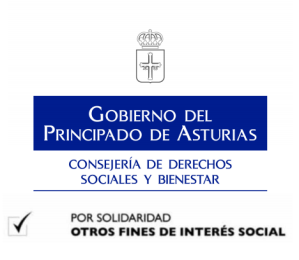 GOBIERNO DEL
PRINCIPADO DE ASTURIAS
CONSEJERÍA DE DERECHOS
SOCIALES Y BIENESTAR
POR SOLIDARIDAD
OTROS FINES DE INTERÉS SOCIAL